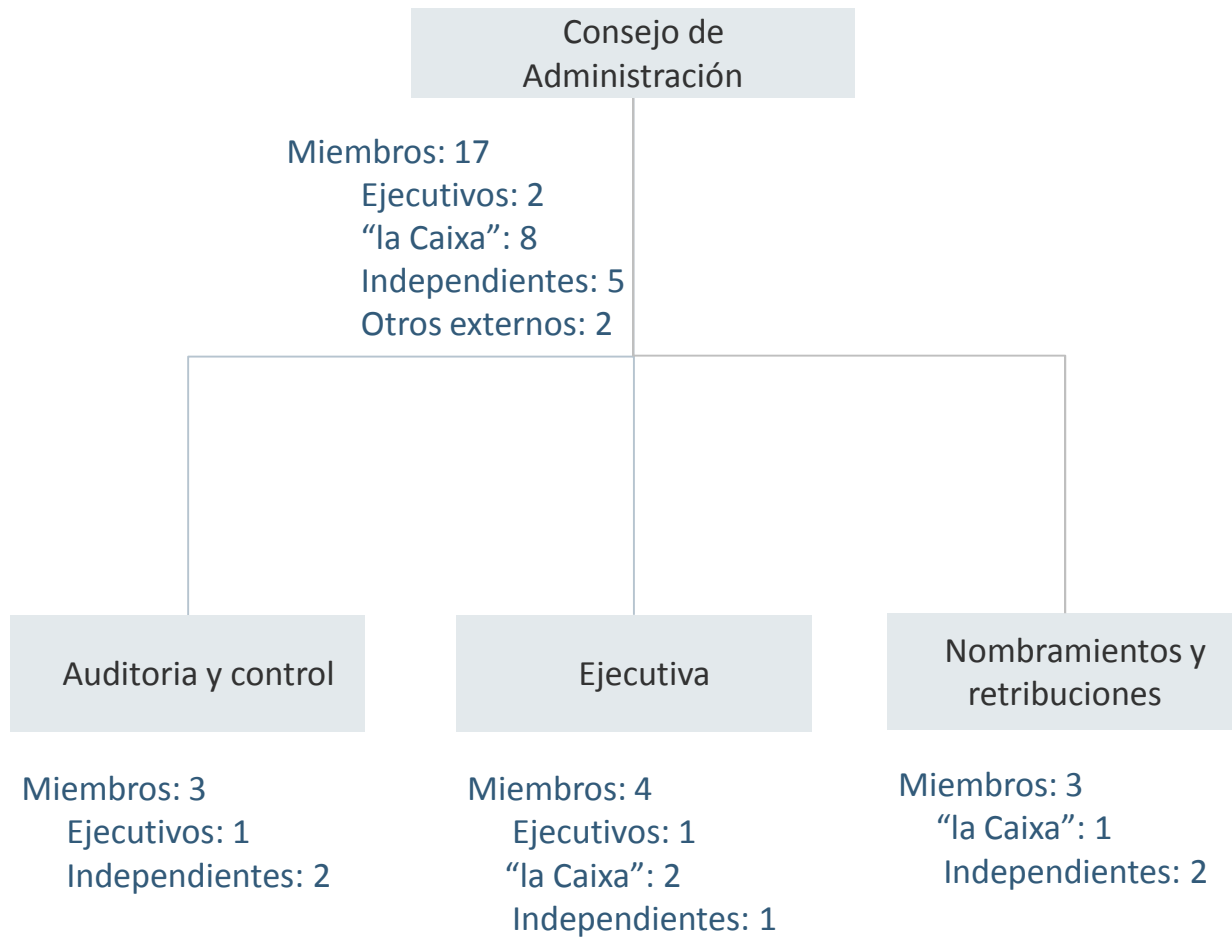 Consejo de
Administración
Miembros: 17
Ejecutivos: 2
“la Caixa”: 8
Independientes: 5
Otros externos: 2
Auditoria y control
Miembros: 3
Ejecutivos: 1
Independientes: 2
Ejecutiva
Miembros: 4
Ejecutivos: 1
“la Caixa”: 2
Independientes: 1
Nombramientos y
retribuciones
Miembros: 3
“la Caixa”: 1
Independientes: 2